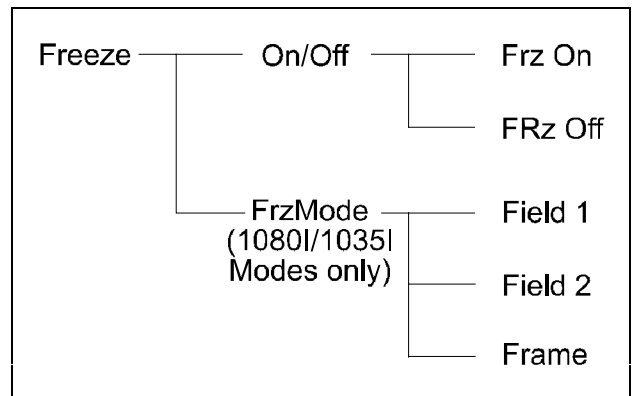 Freeze On/Off Frz On
FRz Off
FrzMode Field 1
(1080I/1035I
Modes only)
Field 2
Frame